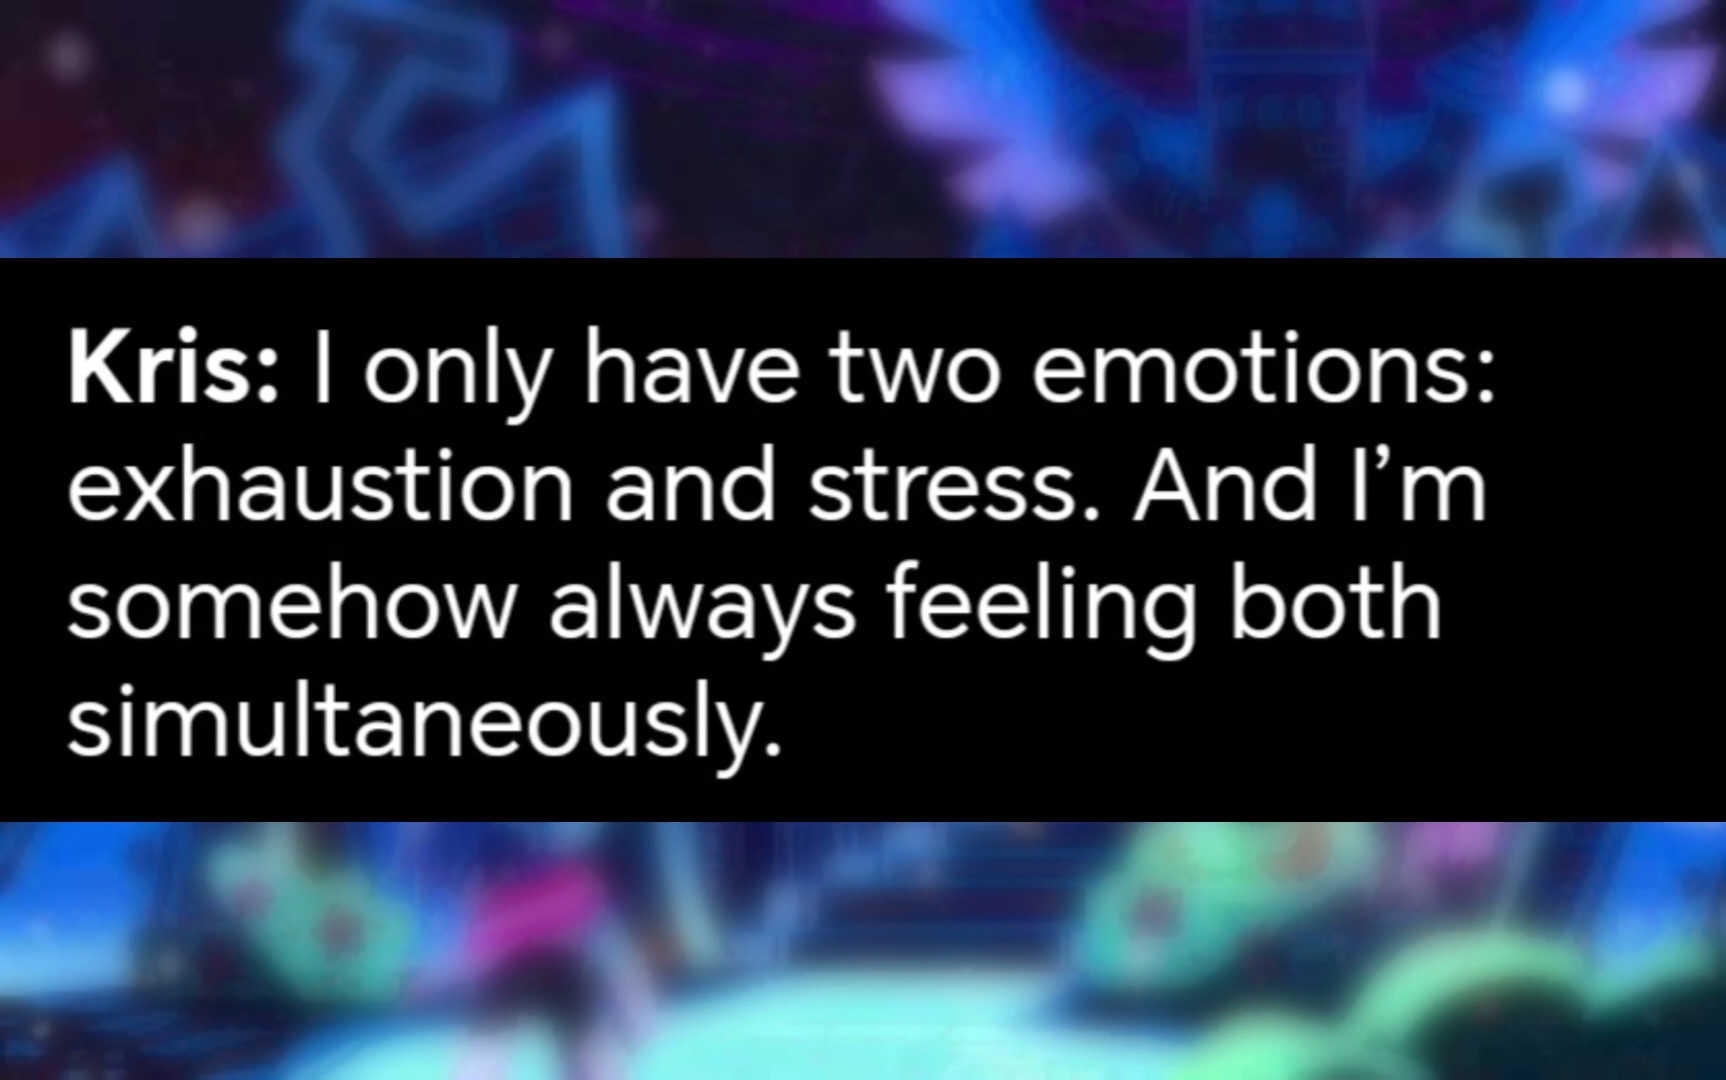 Kris: I only have two emotions:
exhaustion and stress. And I’m
somehow always feeling both
simultaneously.